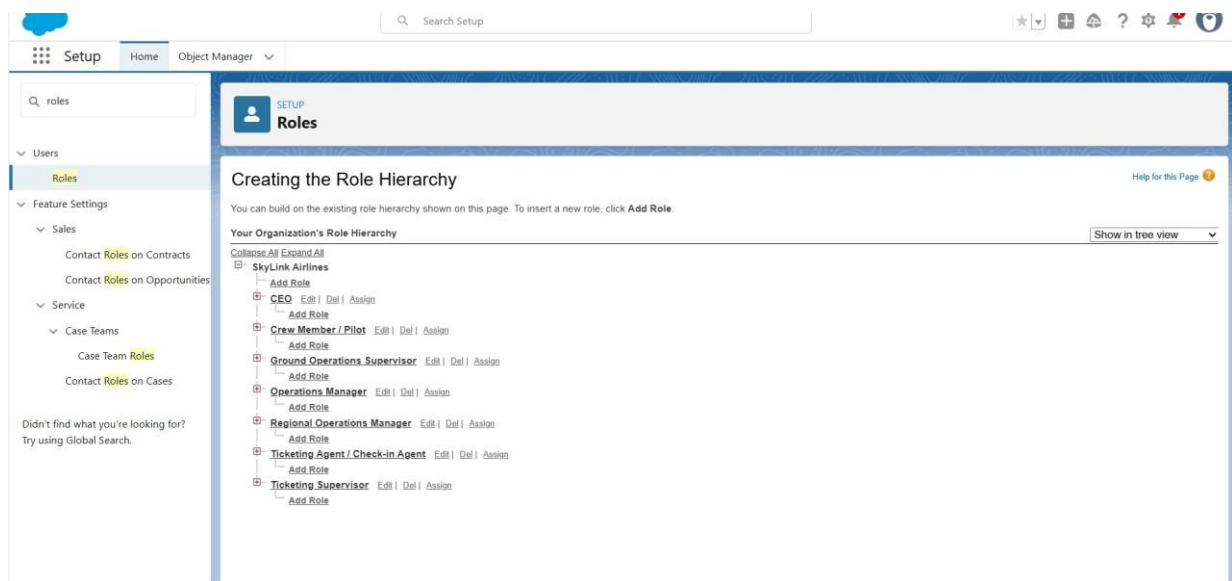 Search Setup
Setup Home Object Manager
roles
Users
Roles
Feature Settings
Sales
Contact Roles on Contracts
Contact Roles on Opportunities
Service
Case Teams
Case Team Roles
Contact Roles on Cases
Didn't find what you're looking for?
Try using Global Search.
SETUP
Roles
Creating the Role Hierarchy
Help for this Page ?
You can build on the existing role hierarchy shown on this page. To insert a new role, click Add Role.
Your Organization's Role Hierarchy
Show in tree view
Collapse All Expand All
SkyLink Airlines
Add Role
CEO Edit | Del | Assign
Add Role
Crew Member / Pilot Edit | Del | Assign
Add Role
Ground Operations Supervisor Edit | Del | Assign
Add Role
Operations Manager Edit | Del | Assign
Add Role
Regional Operations Manager Edit | Del | Assign
Add Role
Ticketing Agent / Check-in Agent Edit | Del | Assign
Add Role
Ticketing Supervisor Edit | Del | Assign
Add Role